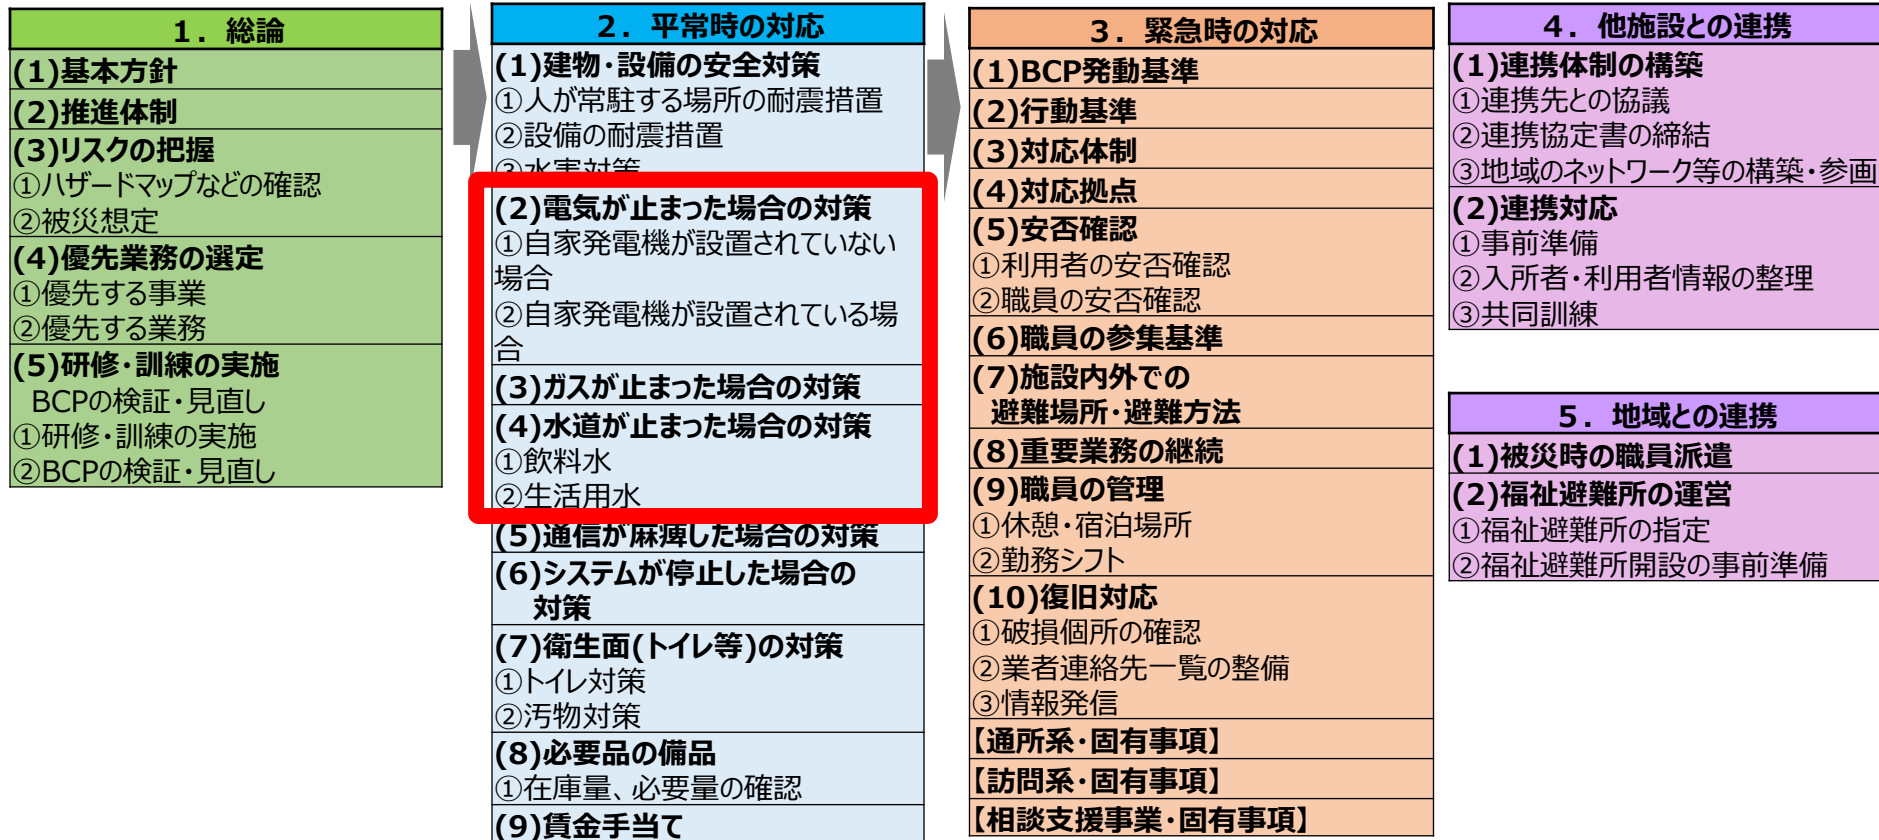 1．総論
(1)基本方針
(2)推進体制
(3)リスクの把握
①ハザードマップなどの確認
②被災想定
(4)優先業務の選定
①優先する事業
②優先する業務
(5)研修・訓練の実施
BCPの検証・見直し
①研修・訓練の実施
②BCPの検証・見直し
2．平常時の対応
(1)建物・設備の安全対策
①人が常駐する場所の耐震措置
②設備の耐震措置
③水害対策
(2)電気が止まった場合の対策
①自家発電機が設置されていない
場合
②自家発電機が設置されている場
合
(3)ガスが止まった場合の対策
(4)水道が止まった場合の対策
①飲料水
②生活用水
(5)通信が麻痺した場合の対策
(6)システムが停止した場合の
対策
(7)衛生面(トイレ等)の対策
①トイレ対策
②汚物対策
(8)必要品の備品
①在庫量、必要量の確認
(9)賃金手当て
3．緊急時の対応
(1)BCP発動基準
(2)行動基準
(3)対応体制
(4)対応拠点
(5)安否確認
①利用者の安否確認
②職員の安否確認
(6)職員の参集基準
(7)施設内外での
避難場所・避難方法
(8)重要業務の継続
(9)職員の管理
①休憩・宿泊場所
②勤務シフト
(10)復旧対応
①破損個所の確認
②業者連絡先一覧の整備
③情報発信
【通所系・固有事項】
【訪問系・固有事項】
【相談支援事業・固有事項】
4．他施設との連携
(1)連携体制の構築
①連携先との協議
②連携協定書の締結
③地域のネットワーク等の構築・参画
(2)連携対応
①事前準備
②入所者・利用者情報の整理
③共同訓練
5．地域との連携
(1)被災時の職員派遣
(2)福祉避難所の運営
①福祉避難所の指定
②福祉避難所開設の事前準備